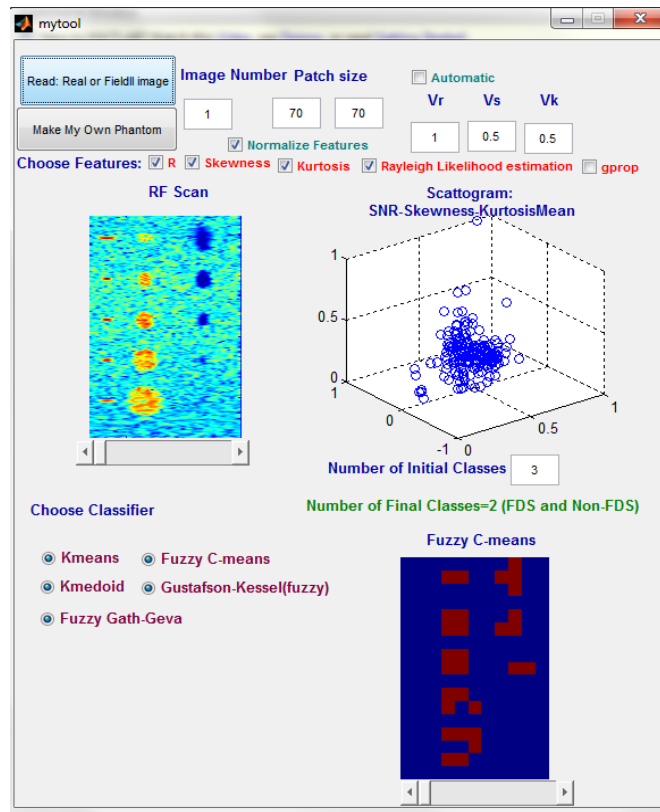 mytool
Read: Real or FieldII image
Image Number Patch size
Automatic
Vr Vs Vk
1 70 70
1 0.5 0.5
Make My Own Phantom
Normalize Features
Choose Features: R Skewness Kurtosis Rayleigh Likelihood estimation gprop
RF Scan
Scattogram:
SNR-Skewness-KurtosisMean
1
0.5
0
1
0
-1
0
0.5
1
Number of Initial Classes 3
Number of Final Classes=2 (FDS and Non-FDS)
Choose Classifier
Fuzzy C-means
Kmeans Fuzzy C-means
Kmedoid Gustafson-Kessel(fuzzy)
Fuzzy Gath-Geva